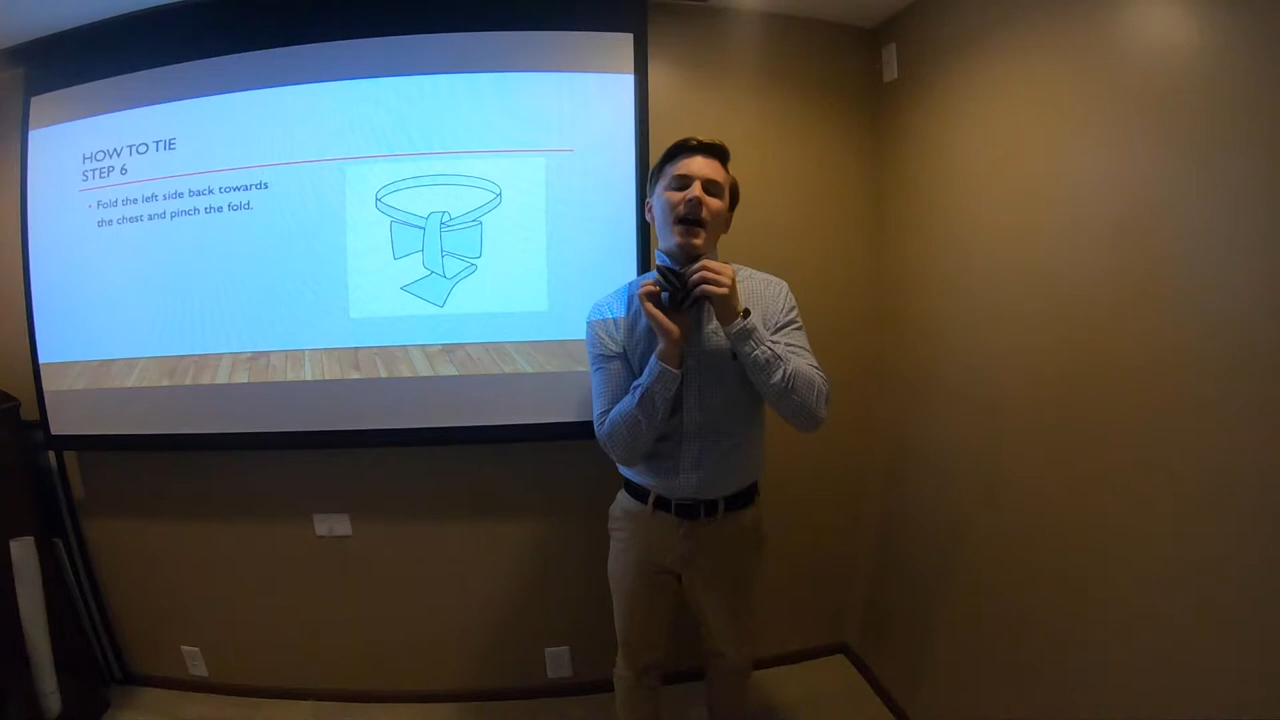 HOW TO TIE
STEP 6
• Fold the left side back towards
the chest and pinch the fold.